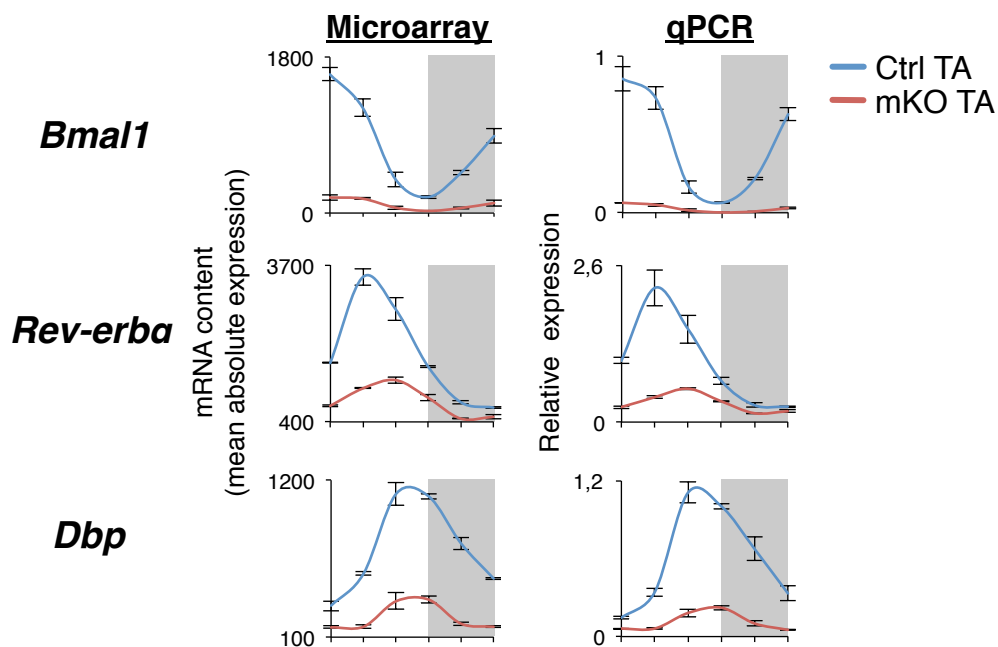 Microarray
qPCR
Ctrl TA
mKO TA
Bmal1
Rev-erbα
Dbp
mRNA content
(mean absolute expression)
1800
0
3700
400
1200
100
Relative expression
1
0
2,6
0
1,2
0